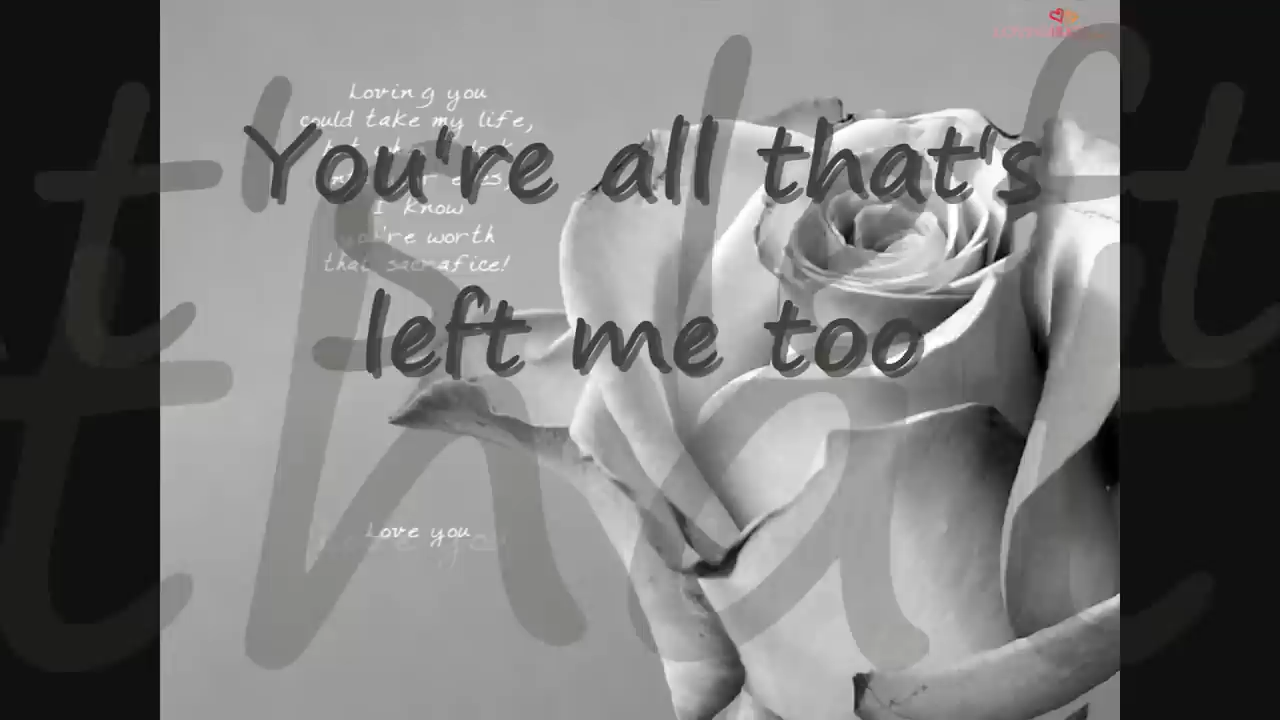 Loving you
could take my life,
You're all that's
I know
you're worth
that sacrafice!
left me too
Love you